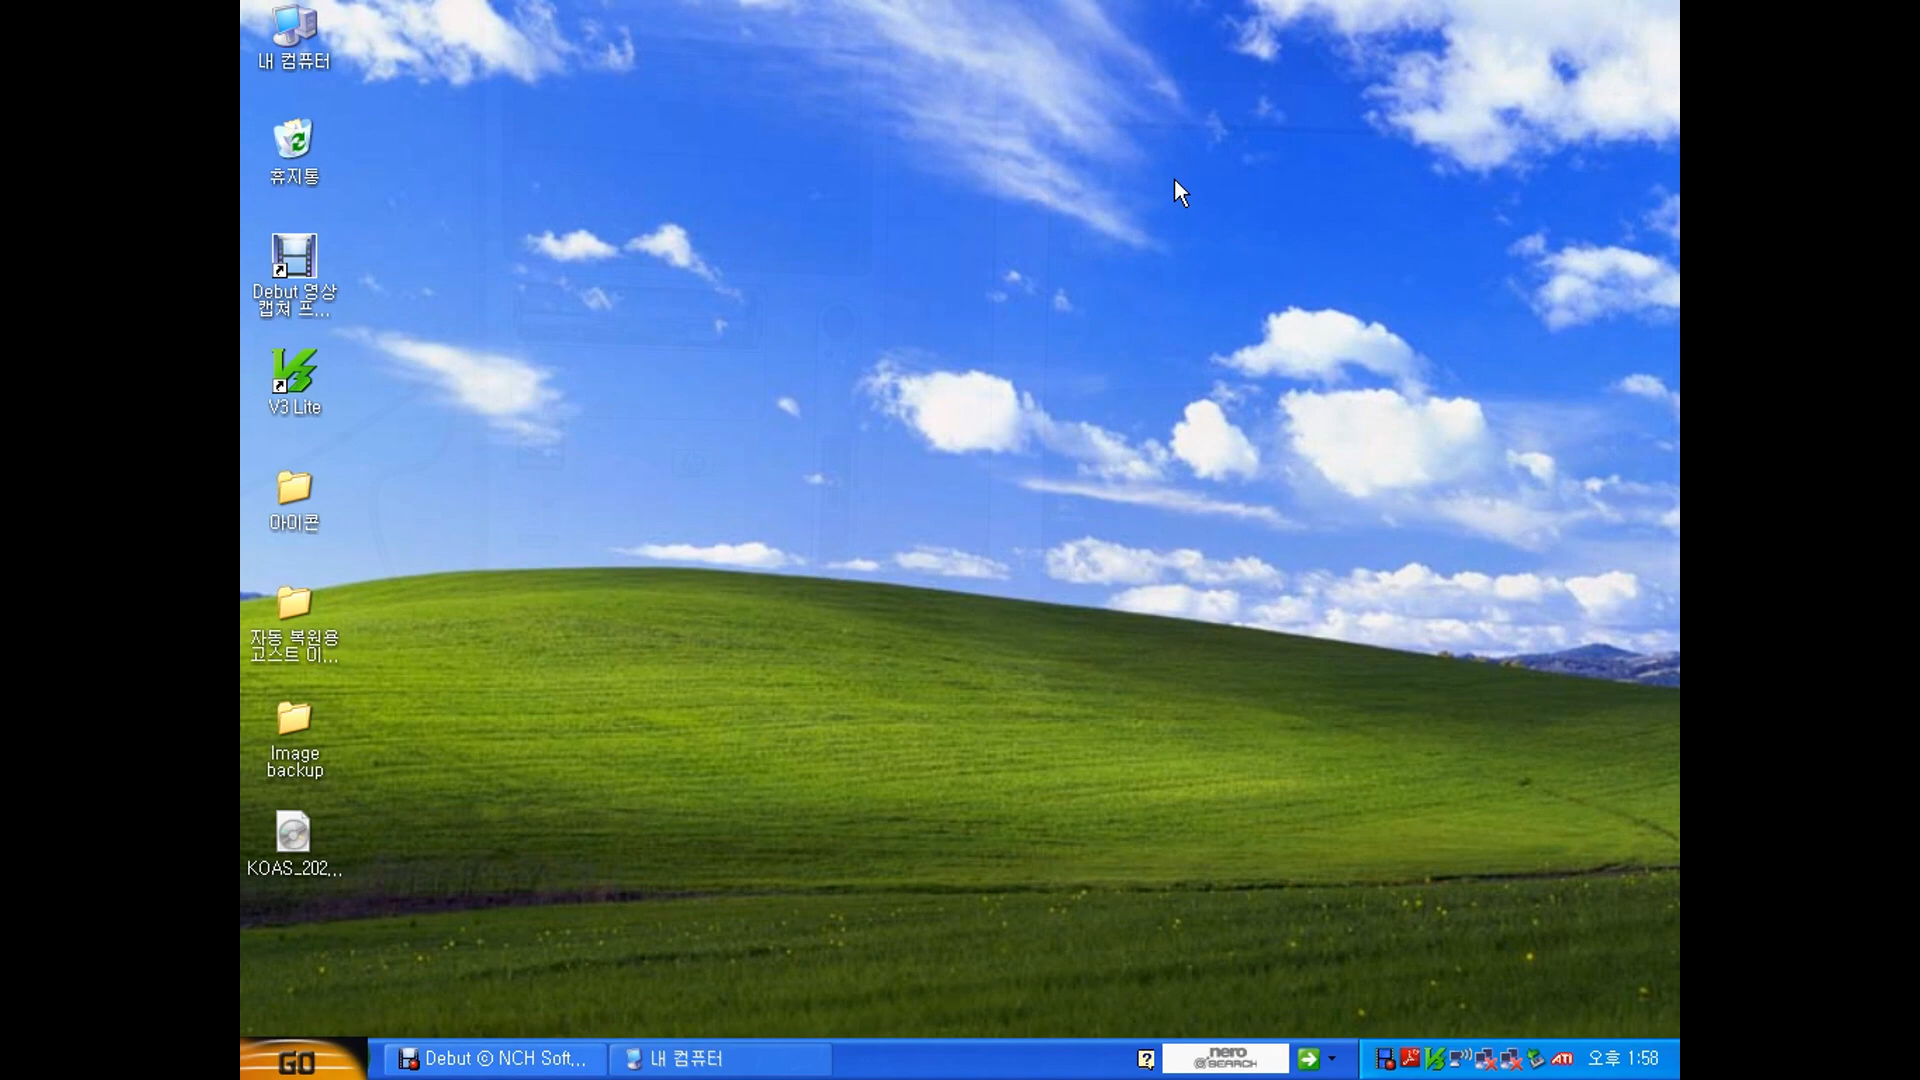 내 컴퓨터
휴지통
Debut 영상
캡쳐 프...
V3 Lite
아이콘
자동 복원용
고스트 이...
Image
backup
KOAS_202...
GO
Debut © NCH Soft...
내 컴퓨터
nero
@SEARCH
ATI
오후 1:58